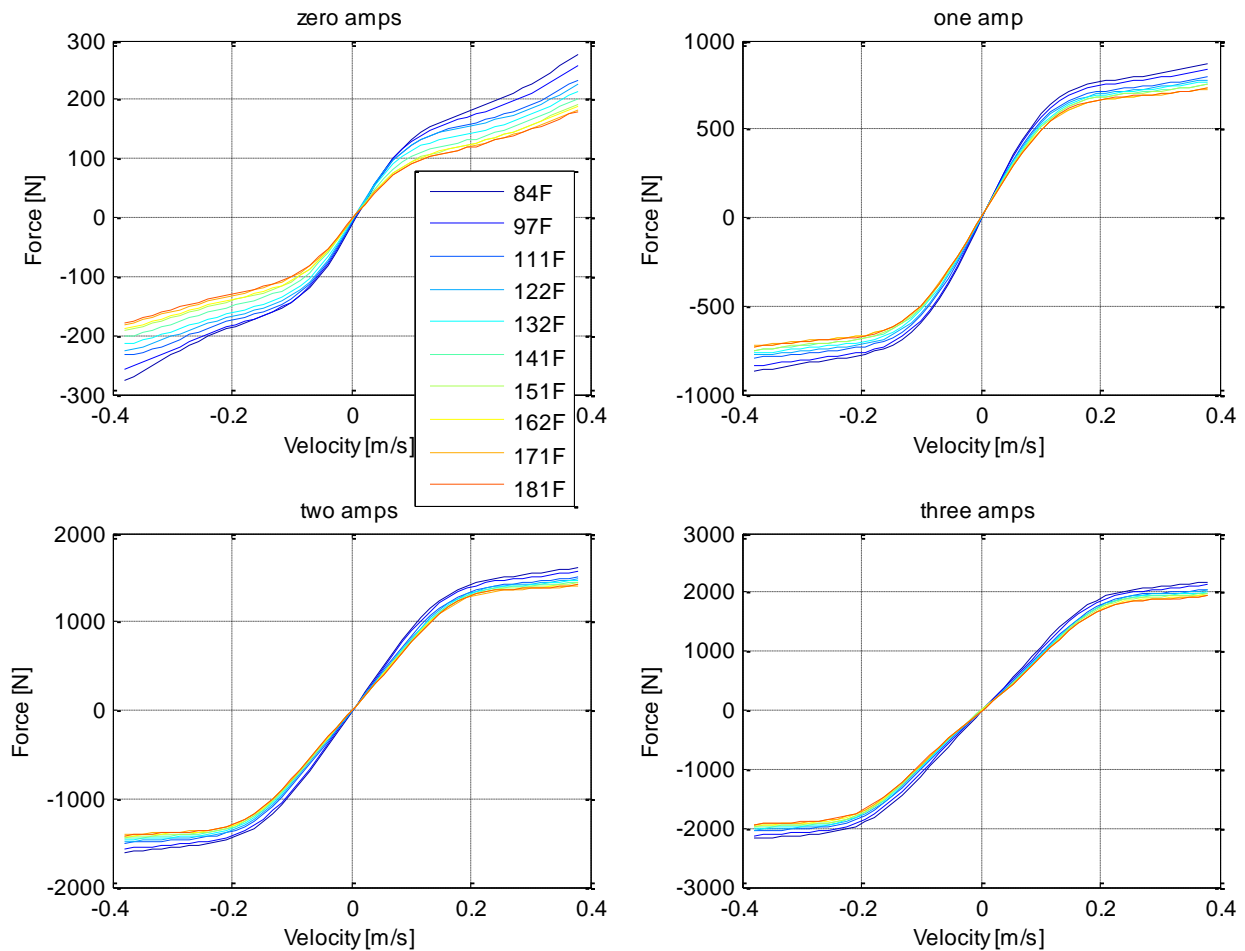 zero amps
300
200
100
0
-100
-200
-300
Force [N]
-0.4
-0.2
0
0.2
0.4
Velocity [m/s]
one amp
1000
500
0
-500
-1000
Force [N]
-0.4
-0.2
0
0.2
0.4
Velocity [m/s]
84F
97F
111F
122F
132F
141F
151F
162F
171F
181F
two amps
2000
1000
0
-1000
-2000
Force [N]
-0.4
-0.2
0
0.2
0.4
Velocity [m/s]
three amps
3000
2000
1000
0
-1000
-2000
-3000
Force [N]
-0.4
-0.2
0
0.2
0.4
Velocity [m/s]